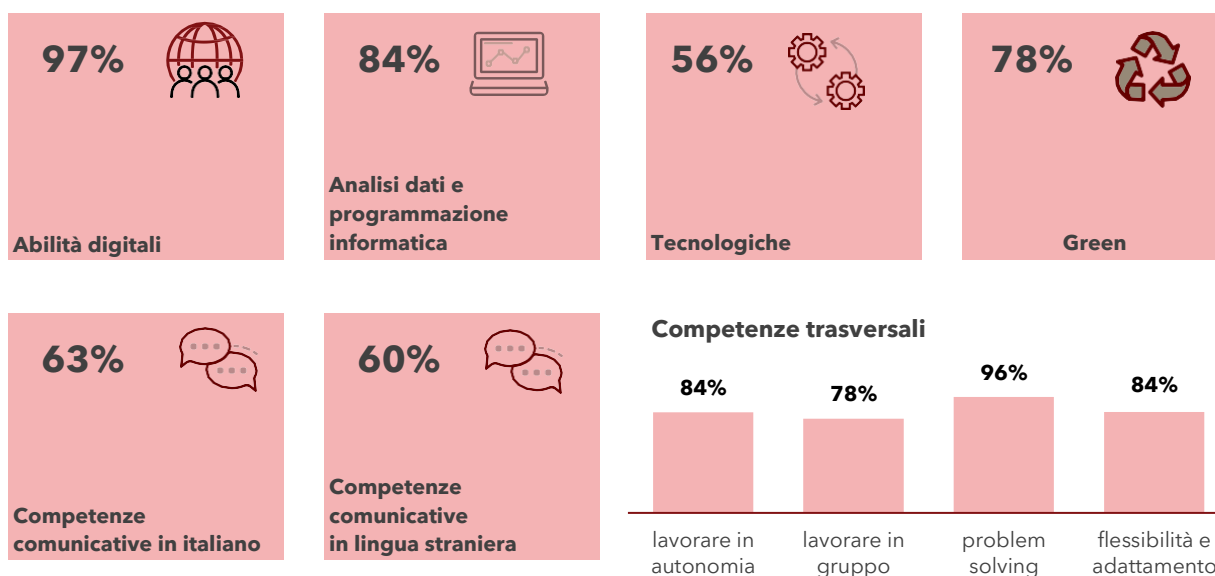 97%
Abilità digitali
84%
Analisi dati e
programmazione
informatica
56%
Tecnologiche
78%
Green
63%
Competenze
comunicative in italiano
60%
Competenze
comunicative
in lingua straniera
Competenze trasversali
84%
78%
96%
84%
lavorare in
autonomia
lavorare in
gruppo
problem
solving
flessibilità e
adattamento